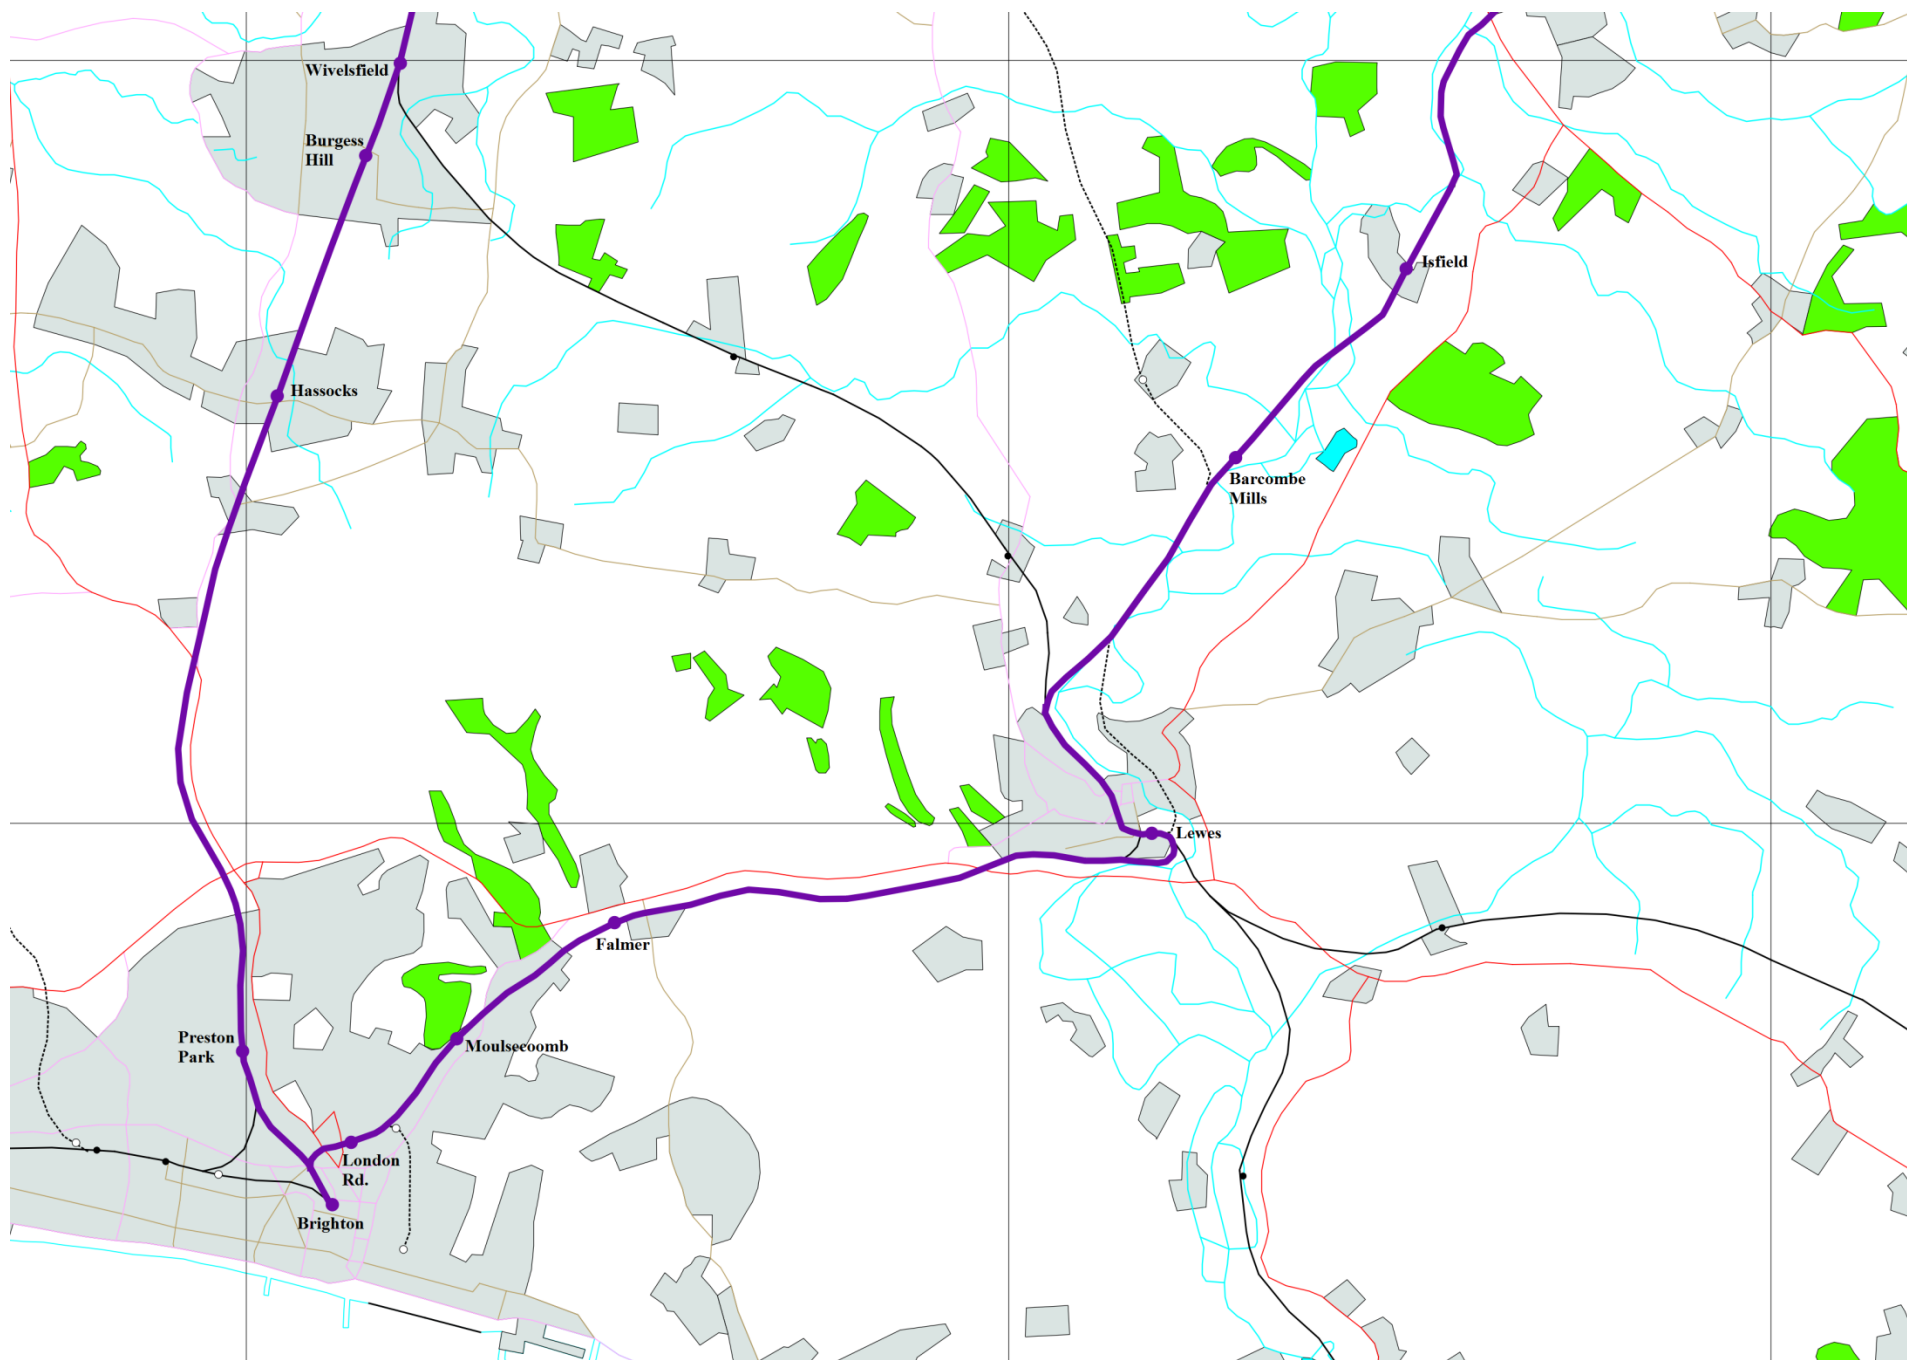 Wivelsfield
Burgess
Hill
Isfield
Hassocks
Barcombe
Mills
Lewes
Falmer
Preston
Park
Moulsecoomb
London
Rd.
Brighton